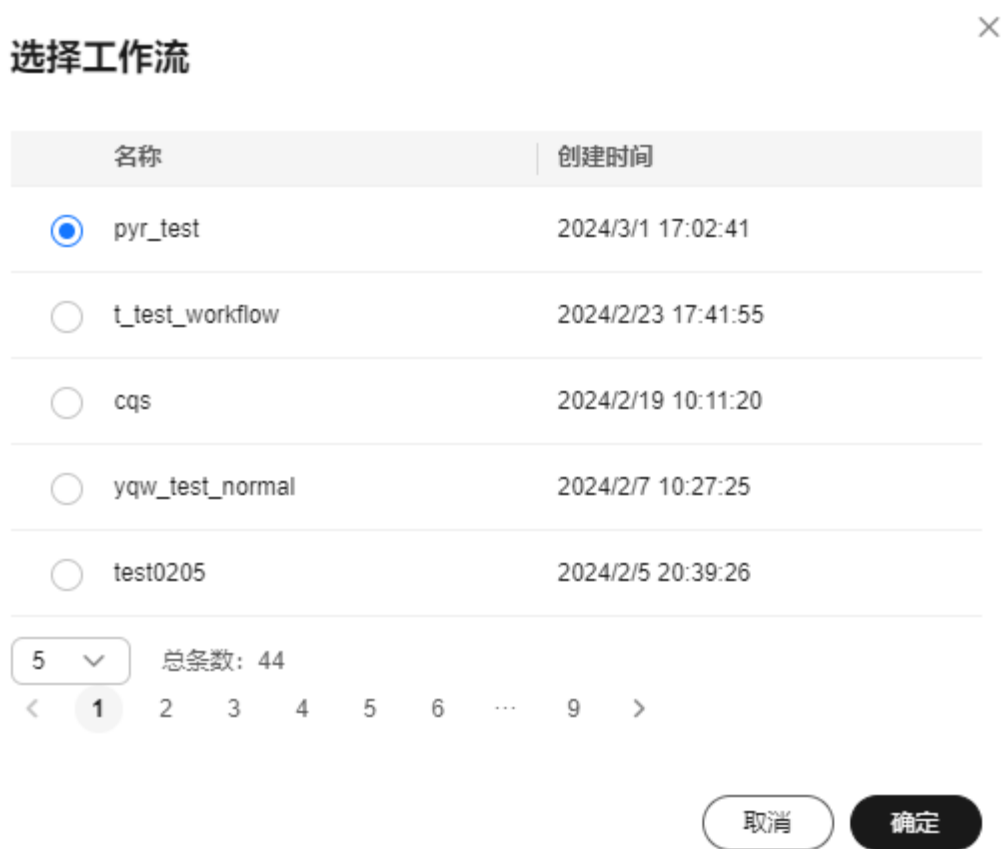 选择工作流
名称 创建时间
pyr_test 2024/3/1 17:02:41
t_test_workflow 2024/2/23 17:41:55
cqs 2024/2/19 10:11:20
yqw_test_normal 2024/2/7 10:27:25
test0205 2024/2/5 20:39:26
5 总条数：44
1 2 3 4 5 6 ··· 9
取消 确定